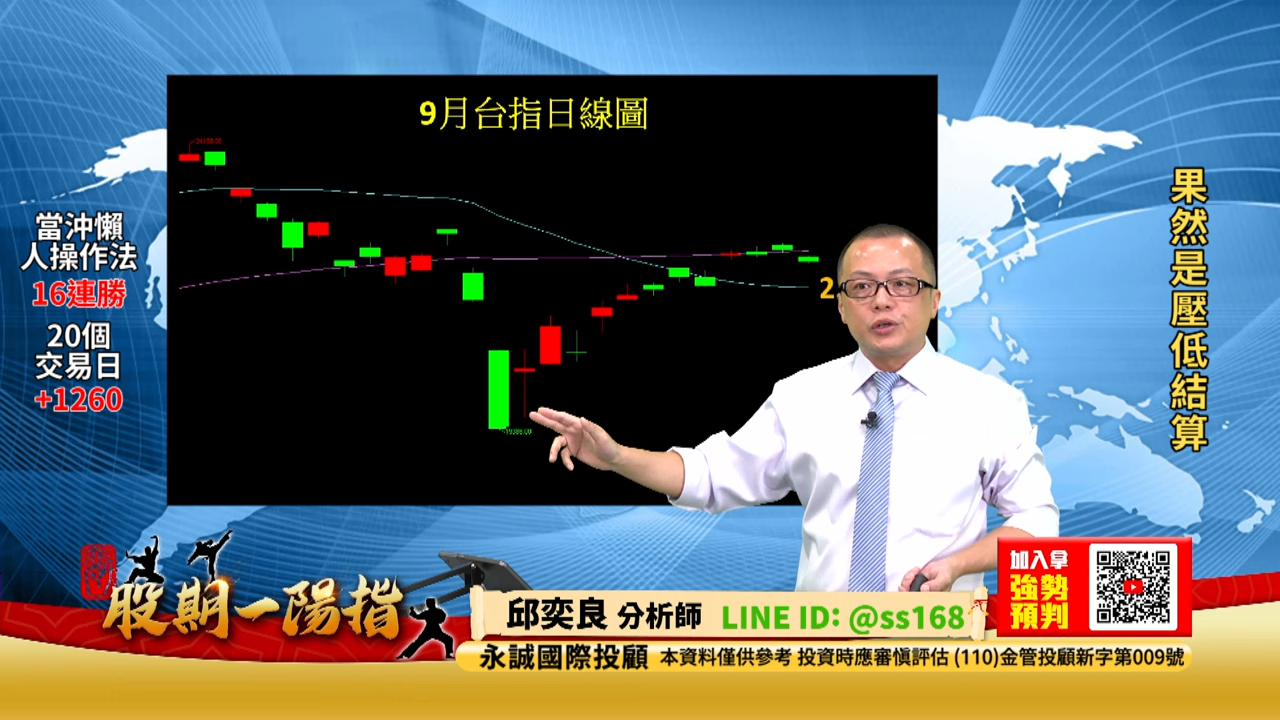 9月台指日線圖
當沖懶
人操作法
16連勝
20個
交易日
+1260
2
果然是壓低結算
股期一陽指
邱奕良 分析師 LINE ID: @ss168
加入拿
強勢
預判
永誠國際投顧 本資料僅供參考 投資時應審慎評估 (110)金管投顧新字第009號